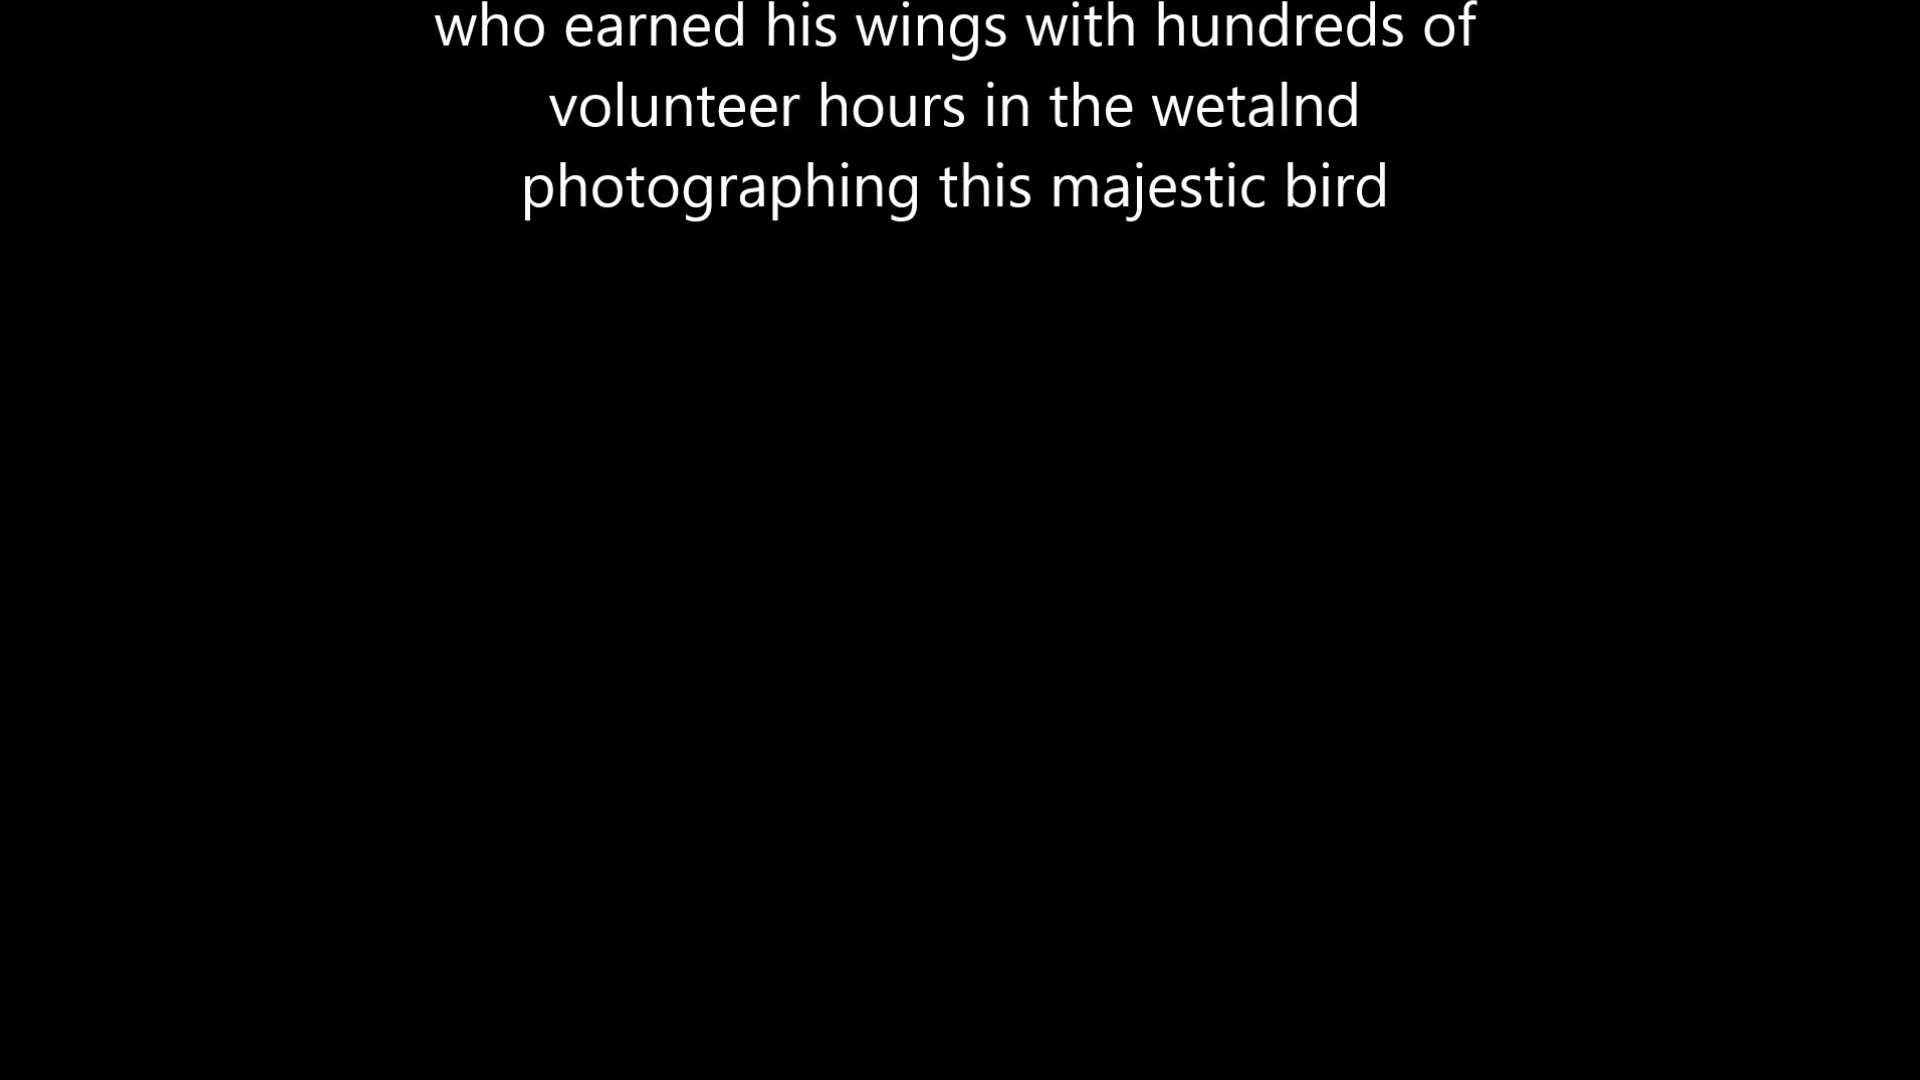 who earned his wings with hundreds of
volunteer hours in the wetalnd
photographing this majestic bird